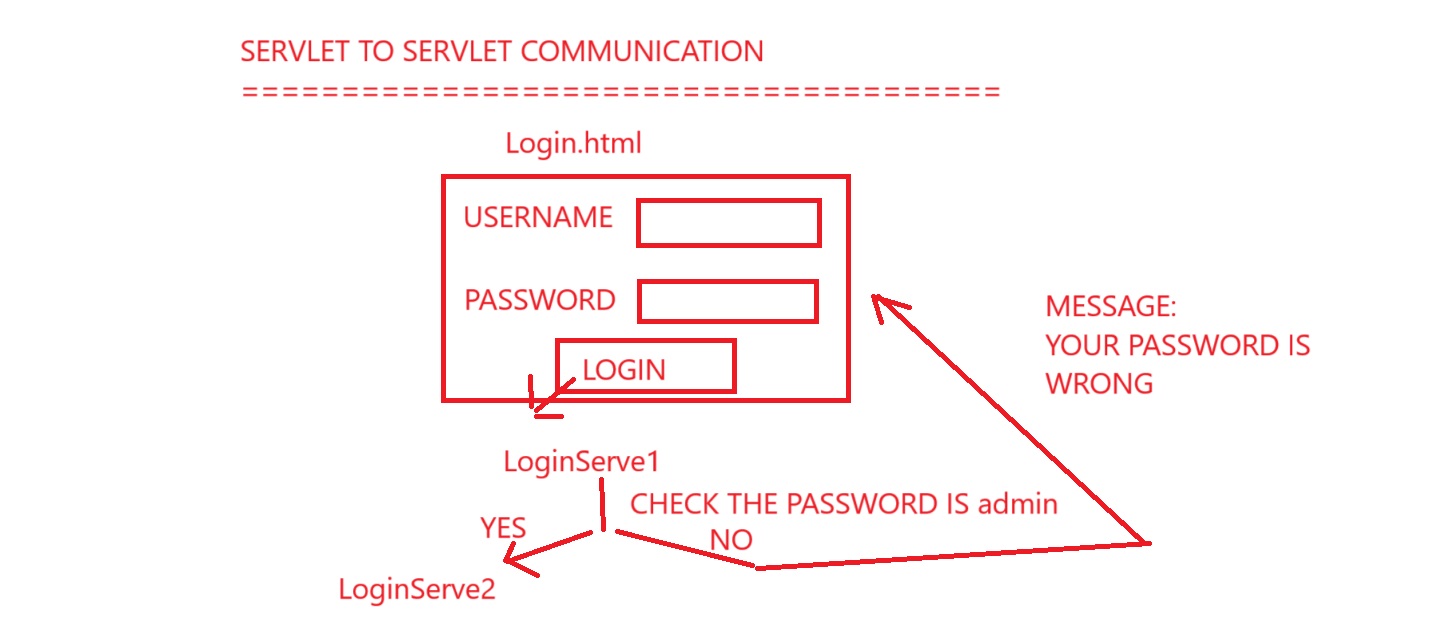 SERVLET TO SERVLET COMMUNICATION
======================================
Login.html
USERNAME
PASSWORD
LOGIN
MESSAGE:
YOUR PASSWORD IS
WRONG
LoginServe1
CHECK THE PASSWORD IS admin
YES
NO
LoginServe2